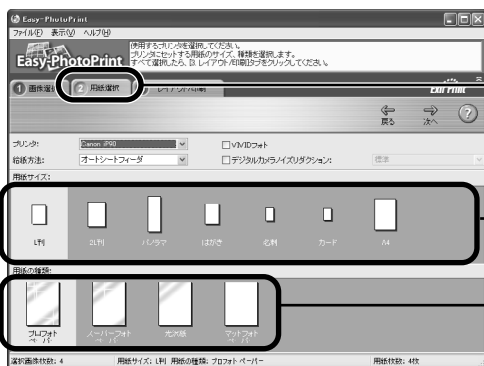 Easy-PhotoPrint
ファイル(F) 表示(V) ヘルプ(H)
Easy-PhotoPrint
使用するプリンタを選択してください。
プリンタにセットする用紙のサイズ、種類を選択します。
すべて選択したら、[3. レイアウト/印刷]タブをクリックしてください。
1 画像選択 2 用紙選択 レイアウト/印刷 Exif Print
戻る 次へ ?
プリンタ: Canon iP90 VIVIDフォト
給紙方法: オートシートフィーダ デジタルカメラノイズリダクション: 標準
用紙サイズ:
L判 2L判 パノラマ はがき 名刺 カード A4
用紙の種類:
プロフォト スーパーフォト 光沢紙 マットフォト
ペーパー ペーパー ペーパー
選択画像枚数: 4 用紙サイズ: L判 用紙の種類: プロフォト ペーパー 用紙枚数: 4枚